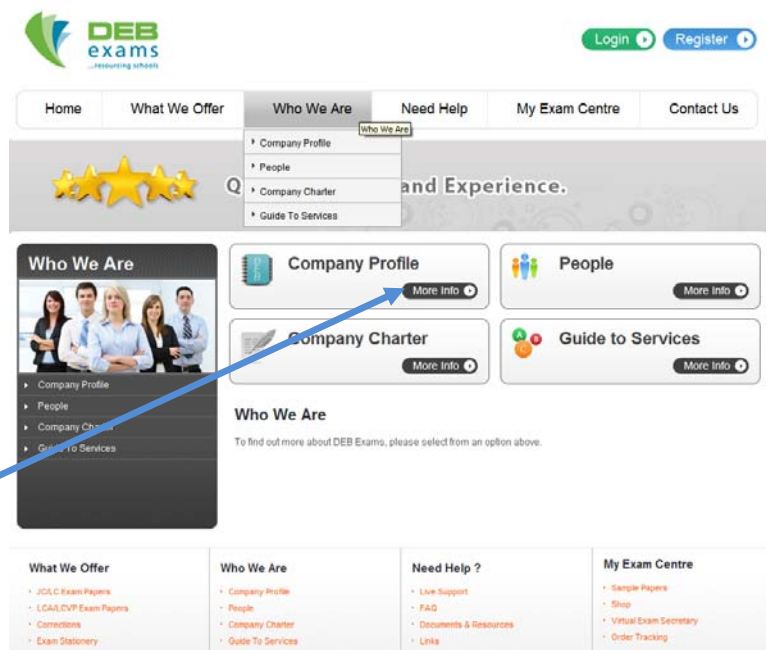 DEB
exams
...resourcing schools
Login
Register
Home What We Offer Who We Are Need Help My Exam Centre Contact Us
Who We Are
Company Profile
People
Company Charter
Guide To Services
Q and Experience.
Who We Are
Company Profile
People
Company Charter
Guide To Services
Company Profile
More Info
People
More Info
Company Charter
More Info
Guide to Services
More Info
Who We Are
To find out more about DEB Exams, please select from an option above.
What We Offer
JC/LC Exam Papers
LCA/LCVP Exam Papers
Corrections
Exam Stationery
Who We Are
Company Profile
People
Company Charter
Guide To Services
Need Help ?
Live Support
FAQ
Documents & Resources
Links
My Exam Centre
Sample Papers
Shop
Virtual Exam Secretary
Order Tracking